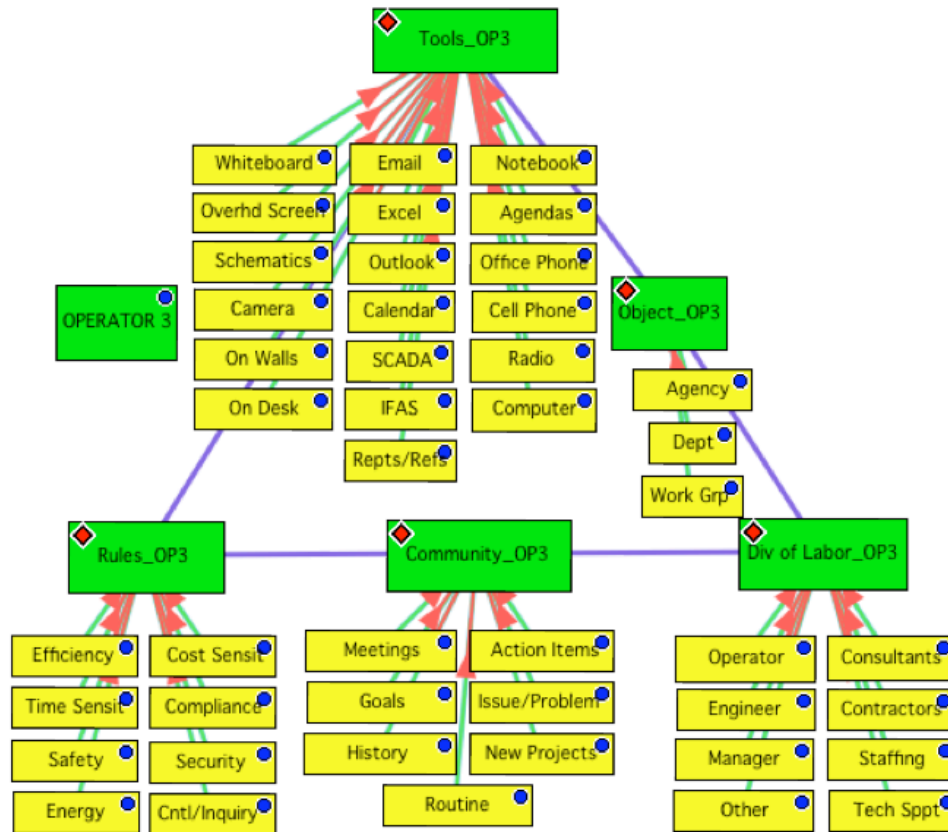 Tools_OP3
Whiteboard
Email
Notebook
Overhd Screen
Excel
Agendas
Schematics
Outlook
Office Phone
OPERATOR 3
Camera
Calendar
Cell Phone
Object_OP3
On Walls
SCADA
Radio
Agency
On Desk
IFAS
Computer
Dept
Repts/Refs
Work Grp
Rules_OP3
Community_OP3
Div of Labor_OP3
Efficiency
Cost Sensit
Meetings
Action Items
Operator
Consultants
Time Sensit
Compliance
Goals
Issue/Problem
Engineer
Contractors
Safety
Security
History
New Projects
Manager
Staffing
Energy
Cntl/Inquiry
Routine
Other
Tech Sppt